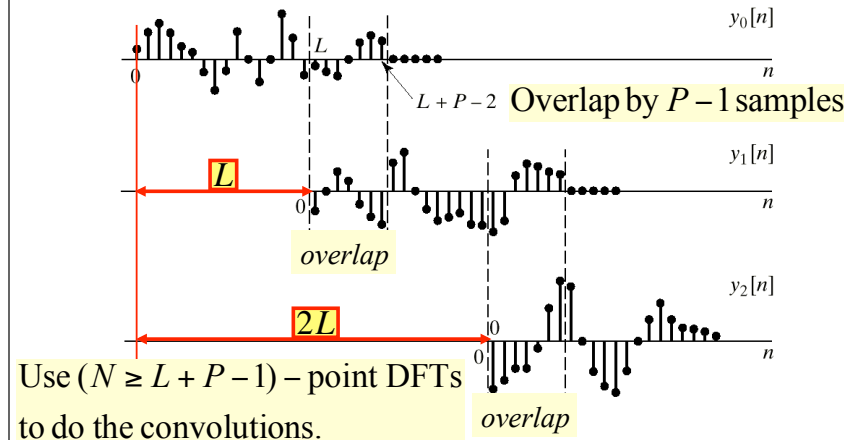 y₀[n]
L
0
n
L + P − 2
Overlap by P − 1 samples
y₁[n]
L
0
n
overlap
y₂[n]
2L
0
0
n
Use (N ≥ L + P − 1) − point DFTs
to do the convolutions.
overlap